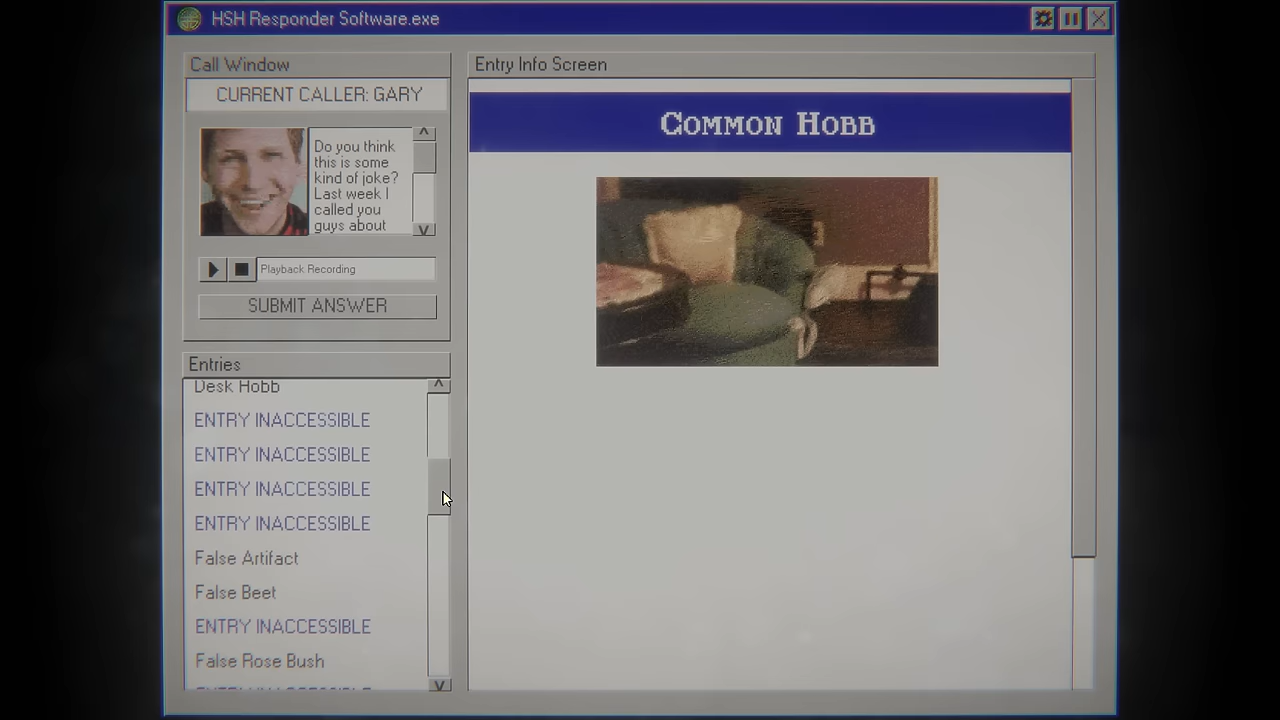 HSH Responder Software.exe
Call Window
CURRENT CALLER: GARY
Do you think
this is some
kind of joke?
Last week I
called you
guys about
Playback Recording
SUBMIT ANSWER
Entries
Desk Hobb
ENTRY INACCESSIBLE
ENTRY INACCESSIBLE
ENTRY INACCESSIBLE
ENTRY INACCESSIBLE
False Artifact
False Beet
ENTRY INACCESSIBLE
False Rose Bush
Entry Info Screen
Common Hobb